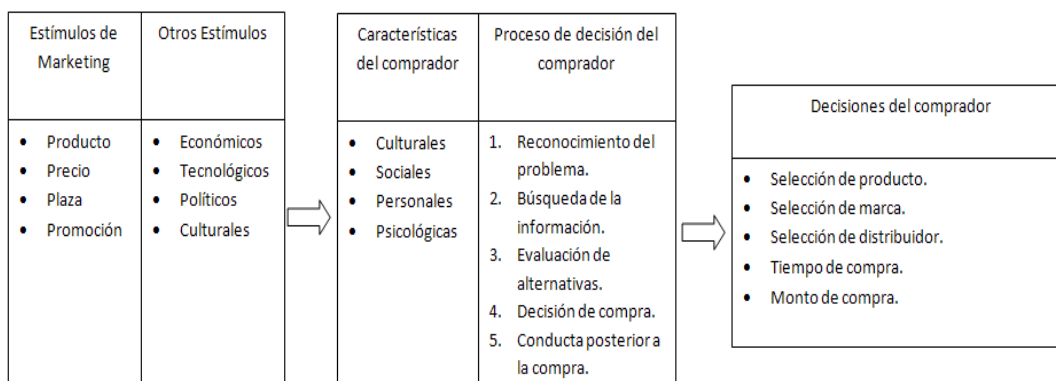 Estímulos de
Marketing
Otros Estímulos
• Producto
• Precio
• Plaza
• Promoción
• Económicos
• Tecnológicos
• Políticos
• Culturales
Características
del comprador
Proceso de decisión del
comprador
• Culturales
• Sociales
• Personales
• Psicológicas
1. Reconocimiento del
problema.
2. Búsqueda de la
información.
3. Evaluación de
alternativas.
4. Decisión de compra.
5. Conducta posterior a
la compra.
Decisiones del comprador
• Selección de producto.
• Selección de marca.
• Selección de distribuidor.
• Tiempo de compra.
• Monto de compra.